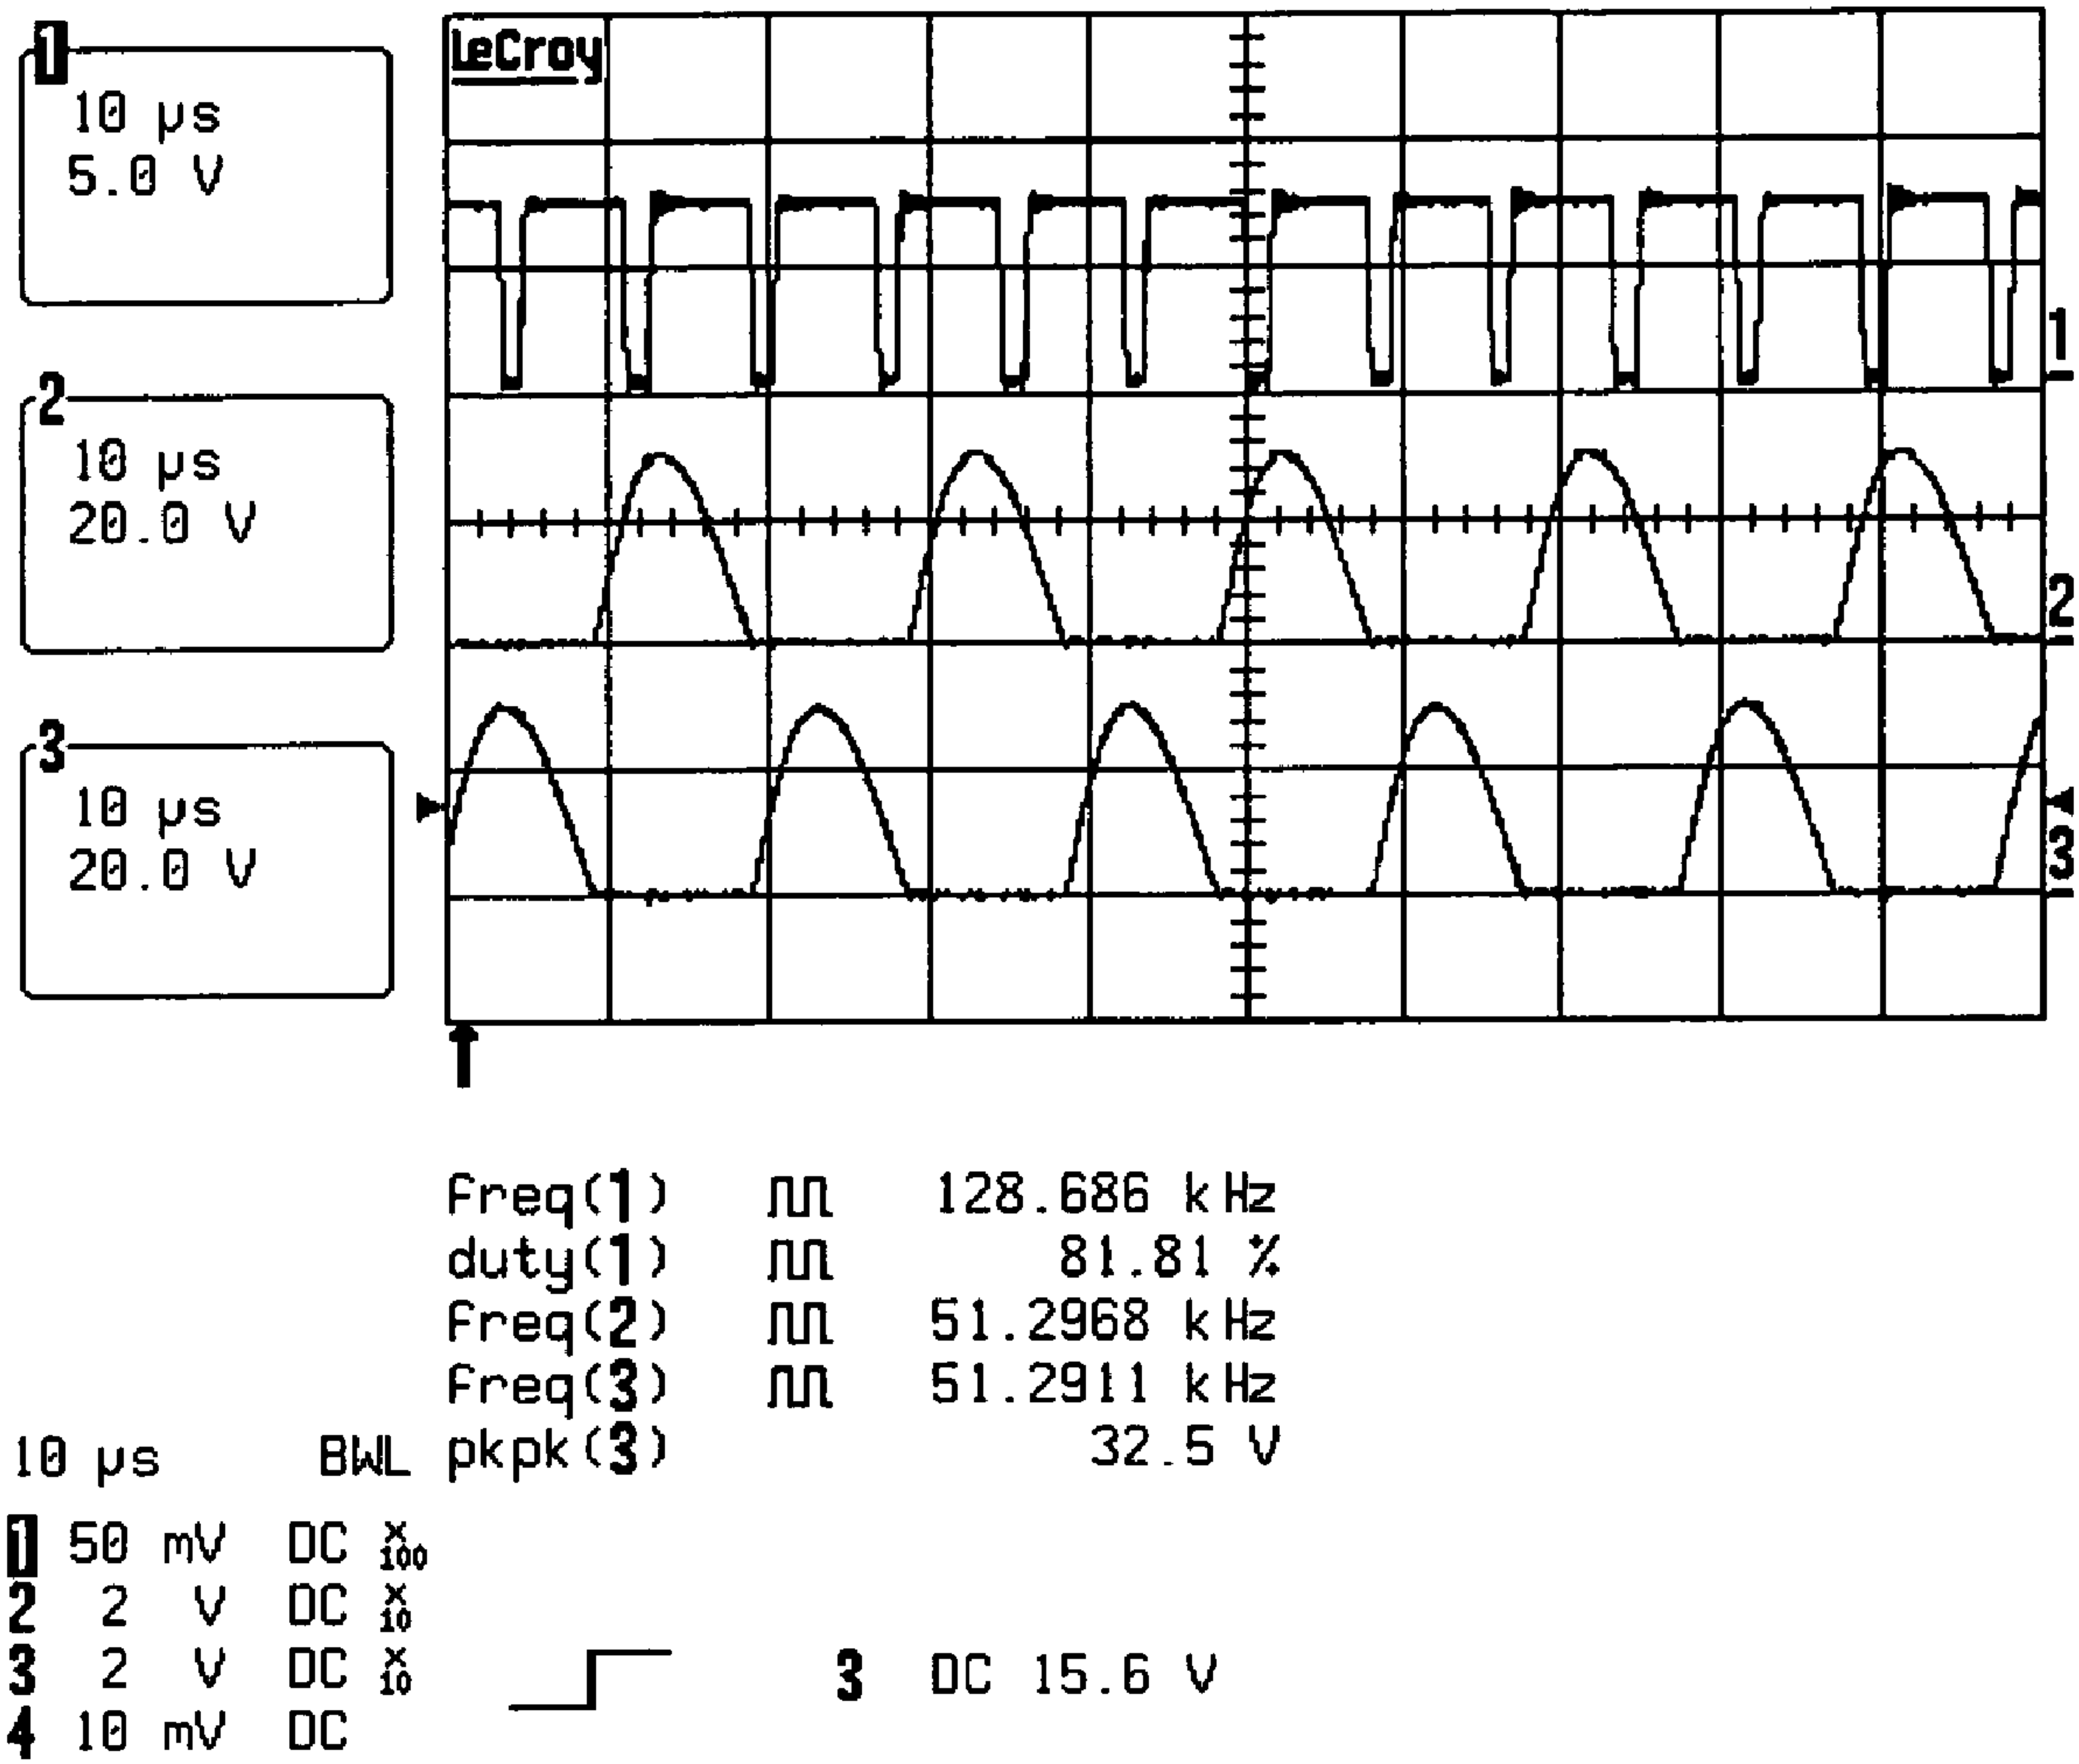 1
10 µs
5.0 V
2
10 µs
20.0 V
3
10 µs
20.0 V
LeCroy
1
2
3
freq(1) 128.686 kHz
duty(1) 81.81 %
freq(2) 51.2968 kHz
freq(3) 51.2911 kHz
pkpk(3) 32.5 V
10 µs BWL
1 50 mV DC x100
2 2 V DC x10
3 2 V DC x10
4 10 mV DC
3 DC 15.6 V